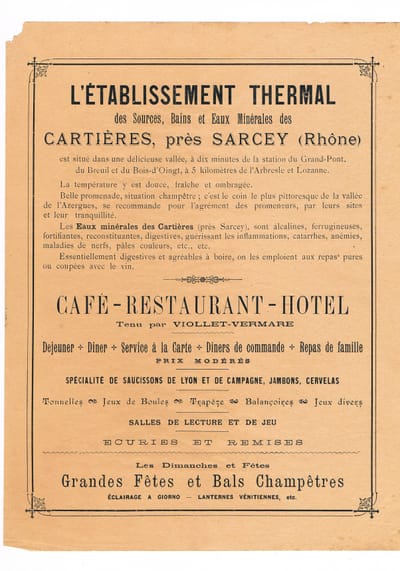 L'ÉTABLISSEMENT THERMAL
des Sources, Bains et Eaux Minérales des
CARTIÈRES, près SARCEY (Rhône)
est situé dans une délicieuse vallée, à dix minutes de la station du Grand-Pont,
du Breuil et du Bois-d'Oingt, à 5 kilomètres de l'Arbresle et Lozanne.
La température y est douce, fraîche et ombragée.
Belle promenade, situation champêtre ; c'est le coin le plus pittoresque de la vallée
de l'Azergues, se recommande pour l'agrément des promeneurs, par leurs sites
et leur tranquillité.
Les Eaux minérales des Cartières (près Sarcey), sont alcalines, ferrugineuses,
fortifiantes, reconstituantes, digestives, guérissant les inflammations, catarrhes, anémies,
maladies de nerfs, pâles couleurs, etc., etc.
Essentiellement digestives et agréables à boire, on les emploient aux repas pures
ou coupées avec le vin.
CAFÉ-RESTAURANT-HOTEL
Tenu par VIOLLET-VERMARE
Dejeuner ÷ Diner ÷ Service à la Carte ÷ Diners de commande ÷ Repas de famille
PRIX MODÉRÉS
SPÉCIALITÉ DE SAUCISSONS DE LYON ET DE CAMPAGNE, JAMBONS, CERVELAS
Tonnelles Jeux de Boules Trapèze Balançoires Jeux divers
SALLES DE LECTURE ET DE JEU
ECURIES ET REMISES
Les Dimanches et Fêtes
Grandes Fêtes et Bals Champêtres
ÉCLAIRAGE A GIORNO — LANTERNES VÉNITIENNES, etc.